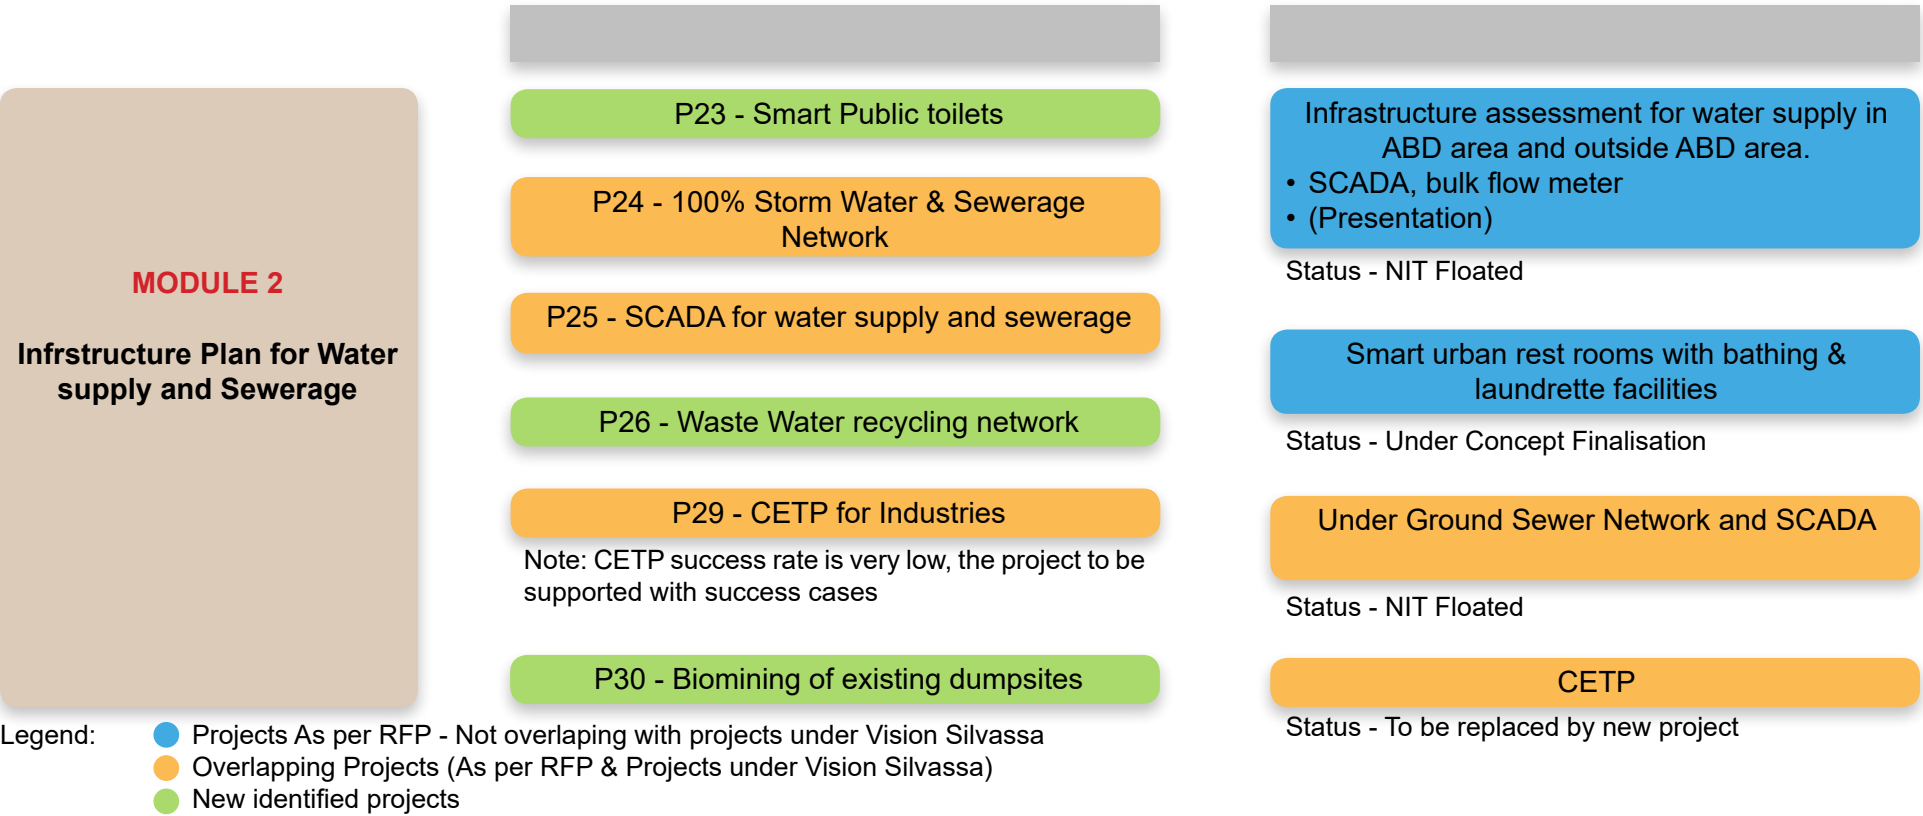 MODULE 2
Infrstructure Plan for Water
supply and Sewerage
P23 - Smart Public toilets
P24 - 100% Storm Water & Sewerage
Network
P25 - SCADA for water supply and sewerage
P26 - Waste Water recycling network
P29 - CETP for Industries
Note: CETP success rate is very low, the project to be
supported with success cases
P30 - Biomining of existing dumpsites
Infrastructure assessment for water supply in
ABD area and outside ABD area.
• SCADA, bulk flow meter
• (Presentation)
Status - NIT Floated
Smart urban rest rooms with bathing &
laundrette facilities
Status - Under Concept Finalisation
Under Ground Sewer Network and SCADA
Status - NIT Floated
CETP
Status - To be replaced by new project
Legend:
Projects As per RFP - Not overlaping with projects under Vision Silvassa
Overlapping Projects (As per RFP & Projects under Vision Silvassa)
New identified projects